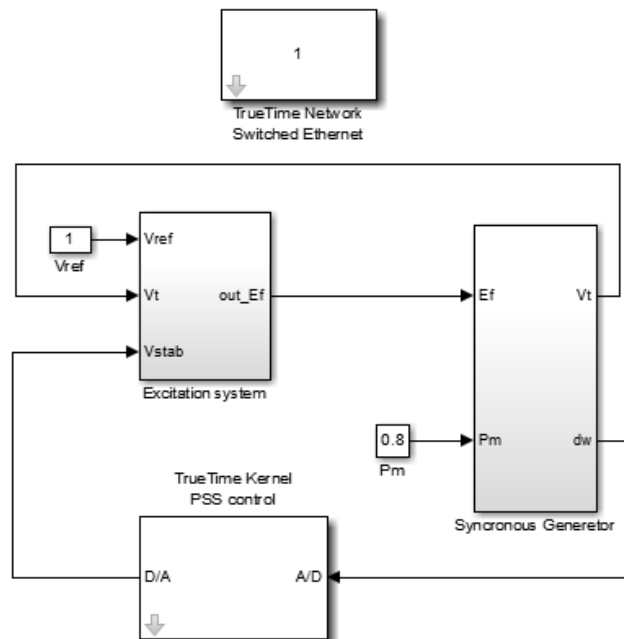 1
TrueTime Network
Switched Ethernet
1
Vref
Vref
Vt
out_Ef
Vstab
Excitation system
Ef
Vt
0.8
Pm
Pm
dw
Syncronous Generetor
TrueTime Kernel
PSS control
D/A
A/D